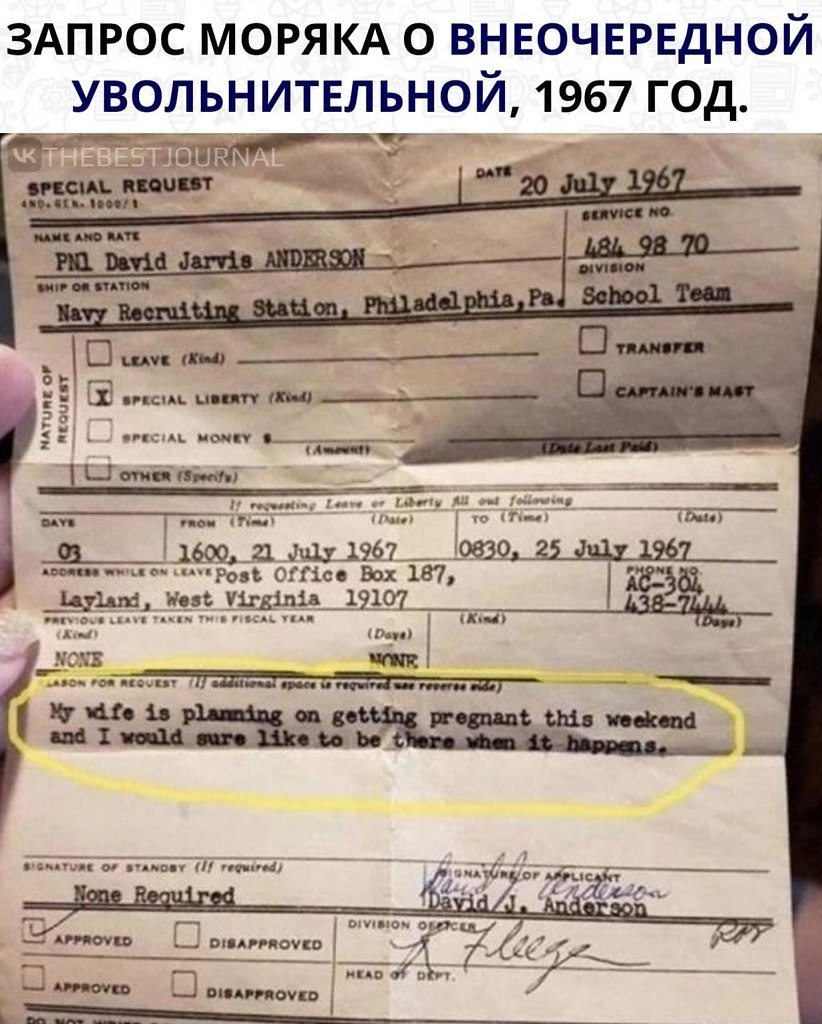 ЗАПРОС МОРЯКА О ВНЕОЧЕРЕДНОЙ
УВОЛЬНИТЕЛЬНОЙ, 1967 ГОД.
THEBESTJOURNAL
SPECIAL REQUEST
DATE 20 July 1967
4ND-GEN-1000/1
SERVICE NO.
NAME AND RATE
484 98 70
PN1 David Jarvis ANDERSON
DIVISION
SHIP OR STATION
Navy Recruiting Station, Philadelphia,Pa. School Team
NATURE OF REQUEST
LEAVE (Kind)
TRANSFER
X SPECIAL LIBERTY (Kind)
CAPTAIN'S MAST
SPECIAL MONEY $
(Amount) (Date Last Paid)
OTHER (Specify)
If requesting Leave or Liberty fill out following
DAYS FROM (Time) (Date) TO (Time) (Date)
03 1600, 21 July 1967 0830, 25 July 1967
ADDRESS WHILE ON LEAVE Post Office Box 187,
PHONE NO.
AC-304
Layland, West Virginia 19107
438-7444
PREVIOUS LEAVE TAKEN THIS FISCAL YEAR
(Kind) (Days) (Kind) (Days)
NONE NONE
REASON FOR REQUEST (If additional space is required use reverse side)
My wife is planning on getting pregnant this weekend
and I would sure like to be there when it happens.
SIGNATURE OF STANDBY (If required)
SIGNATURE OF APPLICANT
None Required
David J. Anderson
David J. Anderson
APPROVED DISAPPROVED
DIVISION OFFICER
HEAD OF DEPT.
APPROVED DISAPPROVED